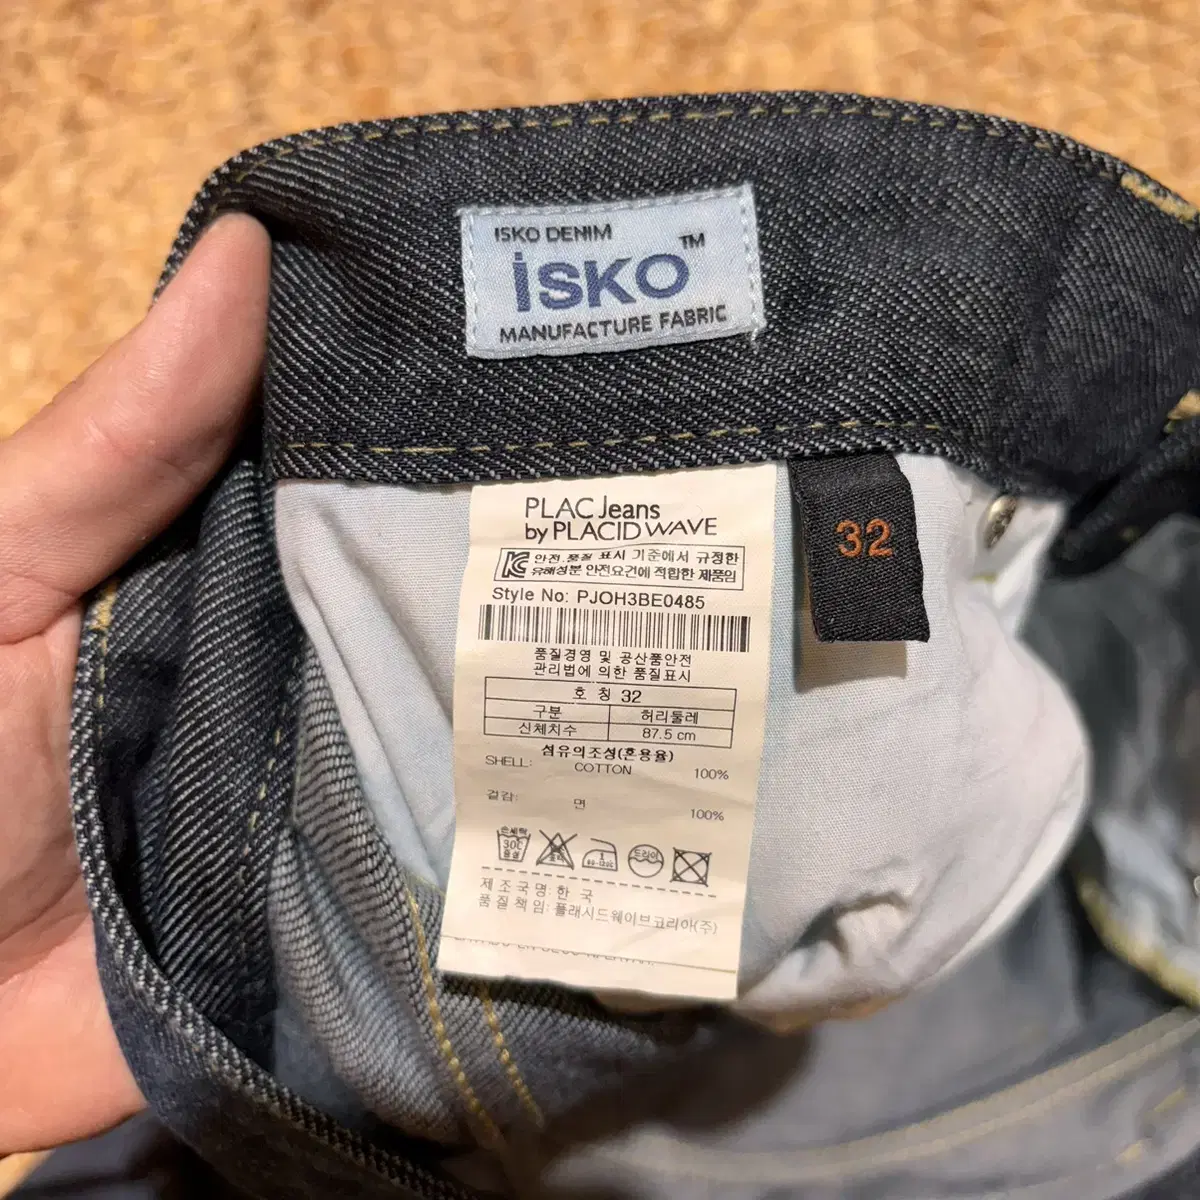 ISKO DENIM
isko™
MANUFACTURE FABRIC
PLAC Jeans
by PLACID WAVE
32
안전·품질 표시 기준에서 규정한
유해성분 안전요건에 적합한 제품임
Style No: PJOH3BE0485
품질경영 및 공산품안전
관리법에 의한 품질표시
호 칭 32
구분 허리둘레
신체치수 87.5 cm
섬유의조성(혼용율)
SHELL: COTTON 100%
겉감: 면 100%
손세탁
30℃
중성
드라이
제 조 국 명: 한 국
품 질 책 임: 플래시드웨이브코리아(주)